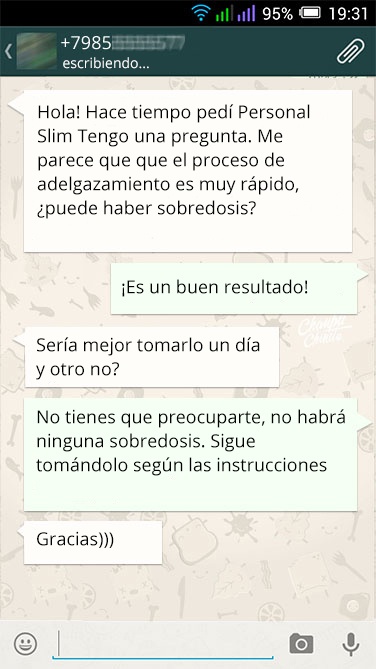 95% 19:31
+7985
escribiendo...
Hola! Hace tiempo pedí Personal
Slim Tengo una pregunta. Me
parece que que el proceso de
adelgazamiento es muy rápido,
¿puede haber sobredosis?
¡Es un buen resultado!
Sería mejor tomarlo un día
y otro no?
No tienes que preocuparte, no habrá
ninguna sobredosis. Sigue
tomándolo según las instrucciones
Gracias)))